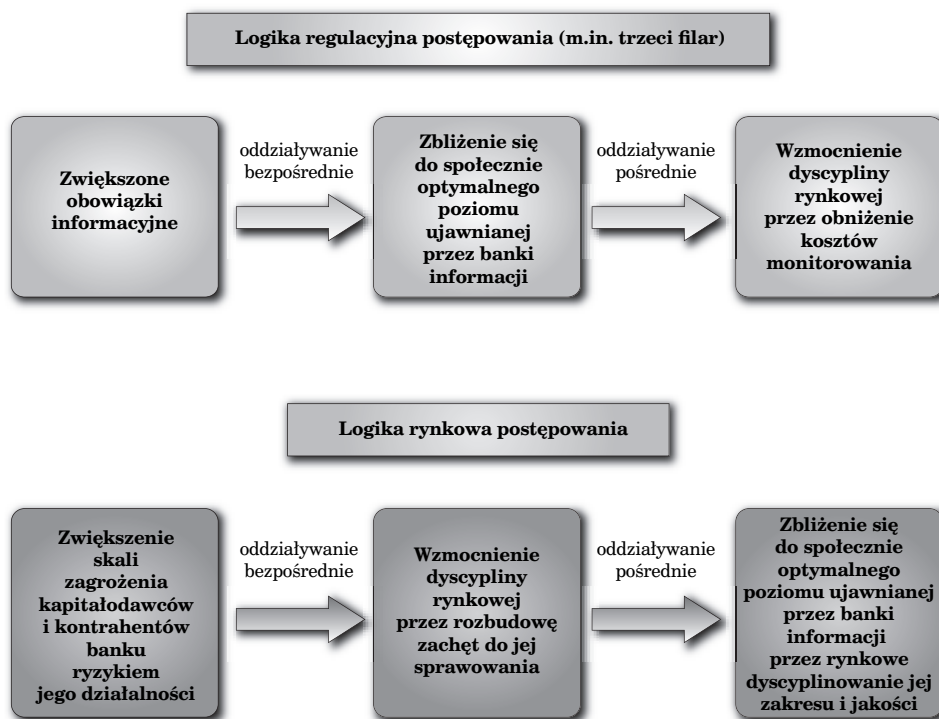 Logika regulacyjna postępowania (m.in. trzeci filar)
Zwiększone
obowiązki
informacyjne
oddziaływanie
bezpośrednie
Zbliżenie się
do społecznie
optymalnego
poziomu
ujawnianej
przez banki
informacji
oddziaływanie
pośrednie
Wzmocnienie
dyscypliny
rynkowej
przez obniżenie
kosztów
monitorowania
Logika rynkowa postępowania
Zwiększenie
skali
zagrożenia
kapitałodawców
i kontrahentów
banku
ryzykiem
jego działalności
oddziaływanie
bezpośrednie
Wzmocnienie
dyscypliny
rynkowej
przez rozbudowę
zachęt do jej
sprawowania
oddziaływanie
pośrednie
Zbliżenie się
do społecznie
optymalnego
poziomu ujawnianej
przez banki
informacji
przez rynkowe
dyscyplinowanie jej
zakresu i jakości